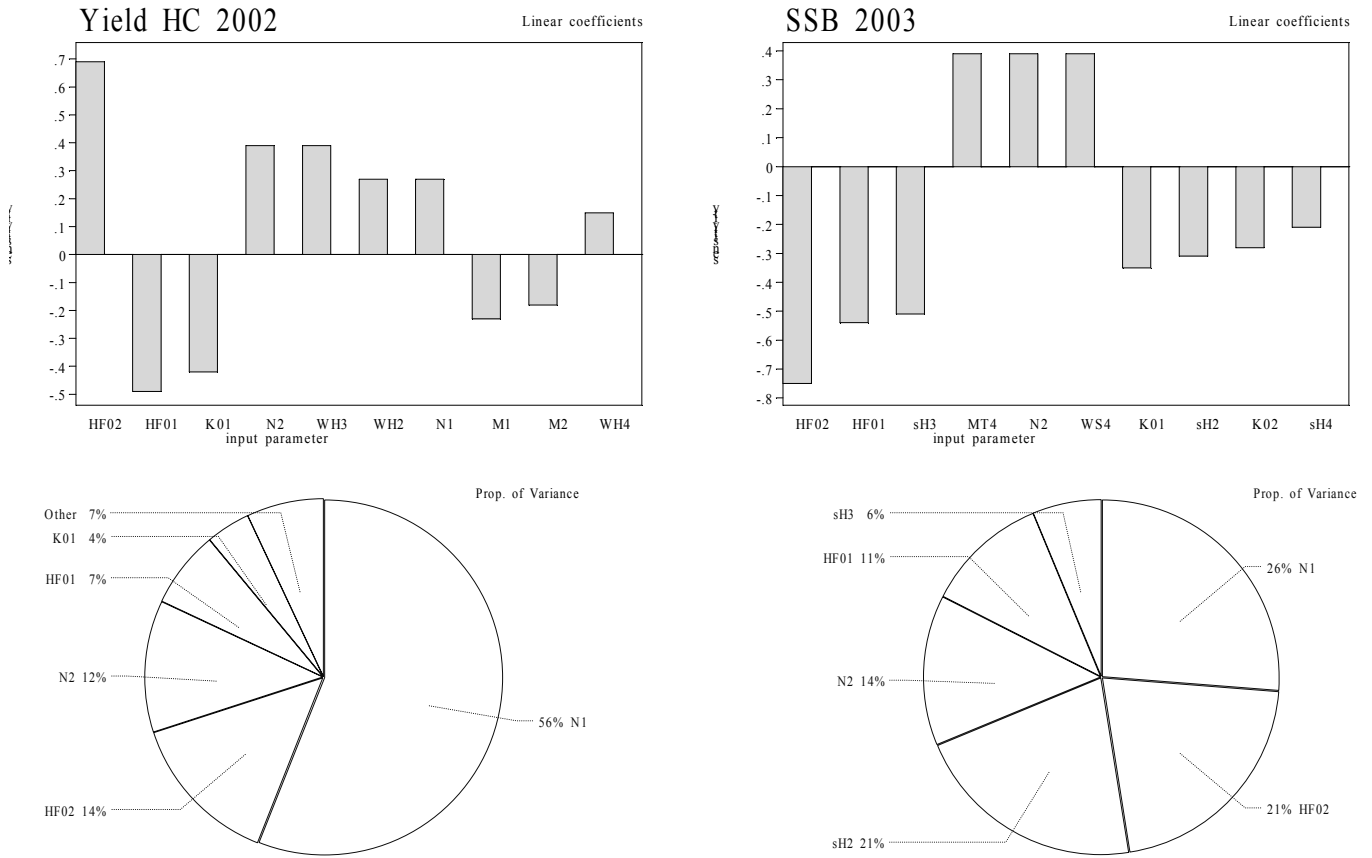 Yield HC 2002
Linear coefficients
.7
.6
.5
.4
.3
.2
.1
0
-.1
-.2
-.3
-.4
-.5
HF02 HF01 K01 N2 WH3 WH2 N1 M1 M2 WH4
input parameter
Prop. of Variance
Other 7%
K01 4%
HF01 7%
N2 12%
HF02 14%
56% N1
SSB 2003
Linear coefficients
.4
.3
.2
.1
0
-.1
-.2
-.3
-.4
-.5
-.6
-.7
-.8
HF02 HF01 sH3 MT4 N2 WS4 K01 sH2 K02 sH4
input parameter
Prop. of Variance
sH3 6%
HF01 11%
N2 14%
sH2 21%
26% N1
21% HF02